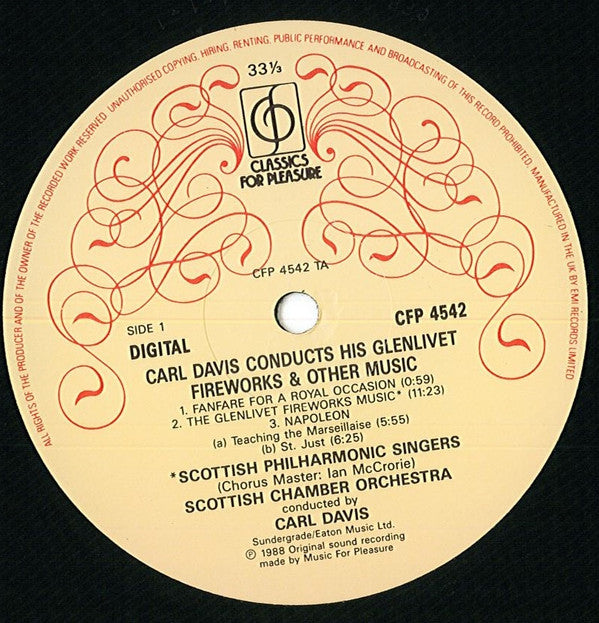 ALL RIGHTS OF THE PRODUCER AND OF THE OWNER OF THE RECORDED WORK RESERVED. UNAUTHORISED COPYING, HIRING, RENTING, PUBLIC PERFORMANCE AND BROADCASTING OF THIS RECORD PROHIBITED. MANUFACTURED IN THE UK BY EMI RECORDS LIMITED
33⅓
CLASSICS
FOR PLEASURE
CFP 4542 TA
SIDE 1
DIGITAL
CFP 4542
CARL DAVIS CONDUCTS HIS GLENLIVET
FIREWORKS & OTHER MUSIC
1. FANFARE FOR A ROYAL OCCASION (0:59)
2. THE GLENLIVET FIREWORKS MUSIC* (11:23)
3. NAPOLEON
(a) Teaching the Marseillaise (5:55)
(b) St. Just (6:25)
*SCOTTISH PHILHARMONIC SINGERS
(Chorus Master: Ian McCrorie)
SCOTTISH CHAMBER ORCHESTRA
conducted by
CARL DAVIS
Sundergrade/Eaton Music Ltd.
℗ 1988 Original sound recording
made by Music For Pleasure